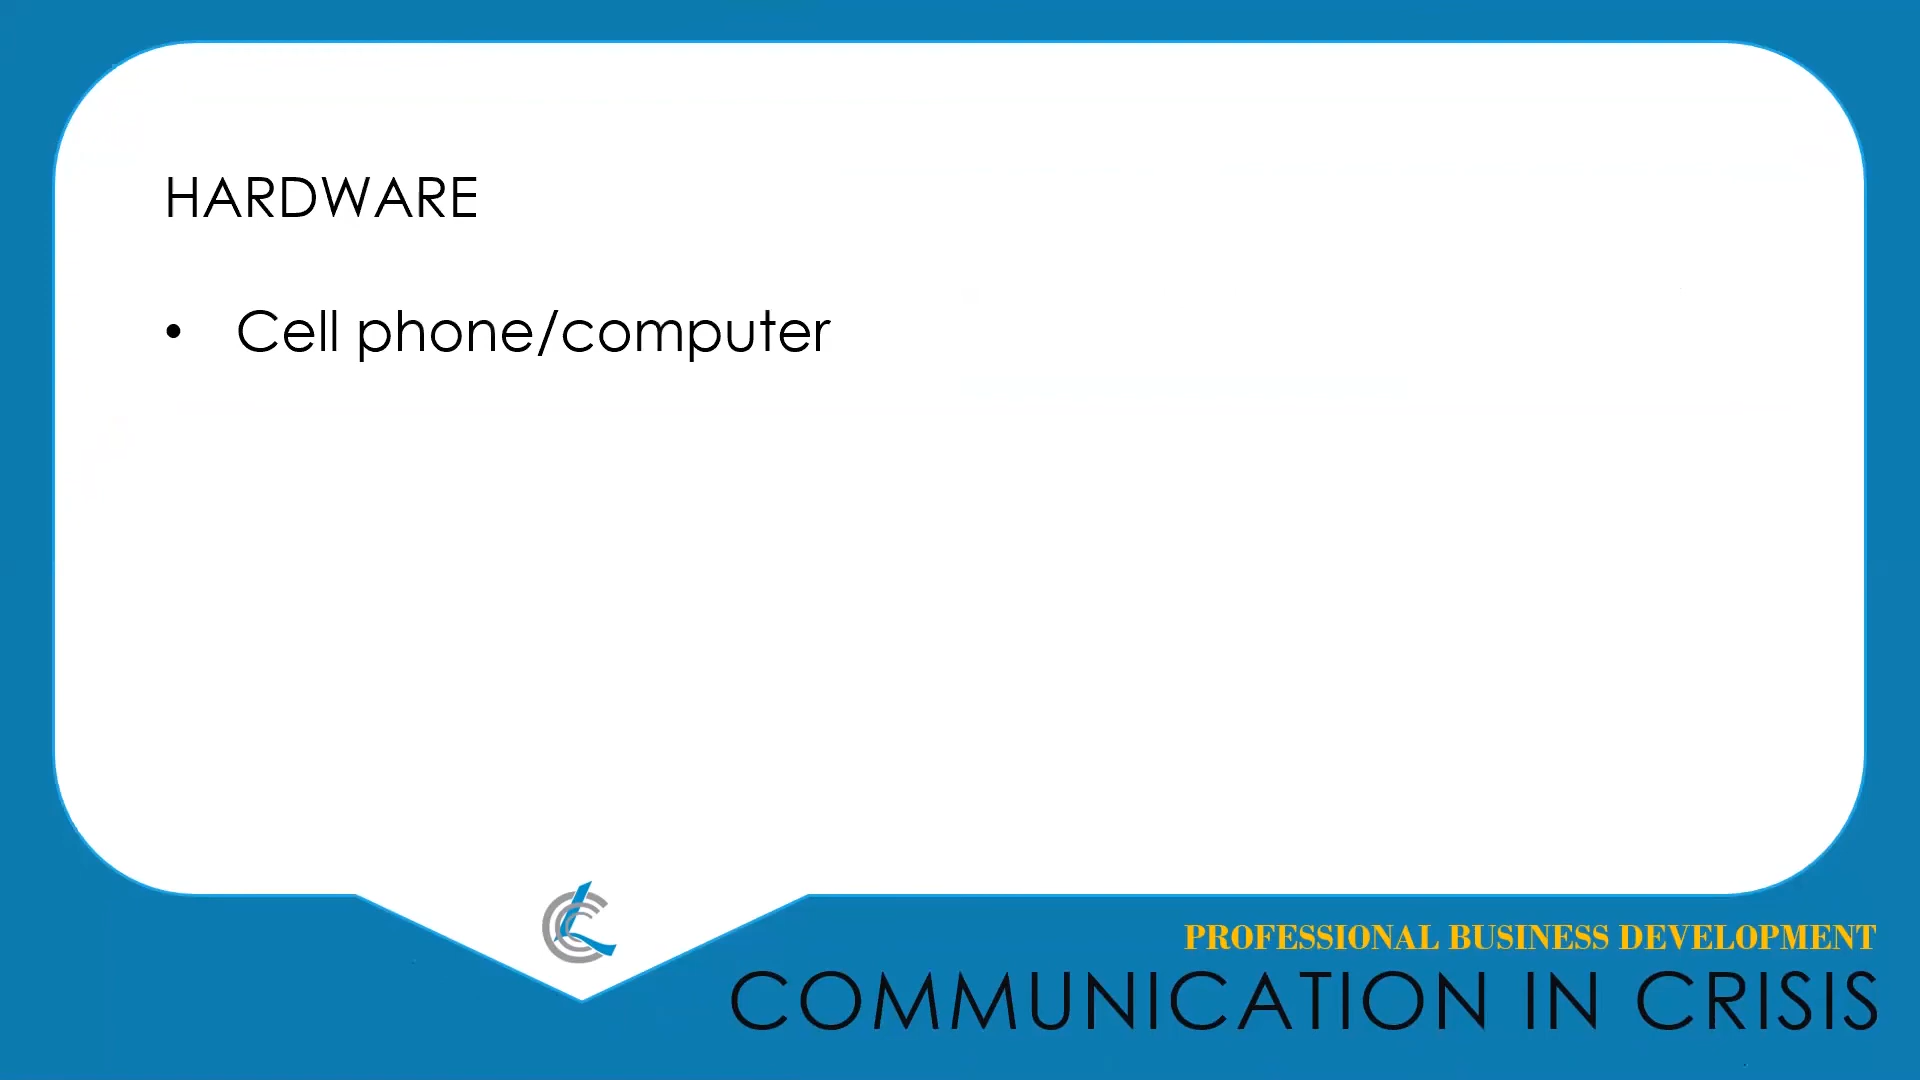 HARDWARE
• Cell phone/computer
PROFESSIONAL BUSINESS DEVELOPMENT
COMMUNICATION IN CRISIS